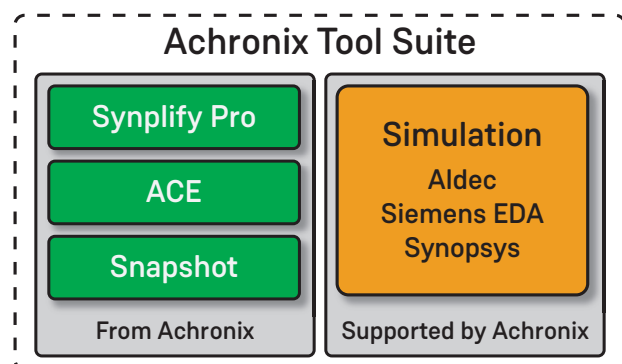 Achronix Tool Suite
Synplify Pro
ACE
Snapshot
From Achronix
Simulation
Aldec
Siemens EDA
Synopsys
Supported by Achronix